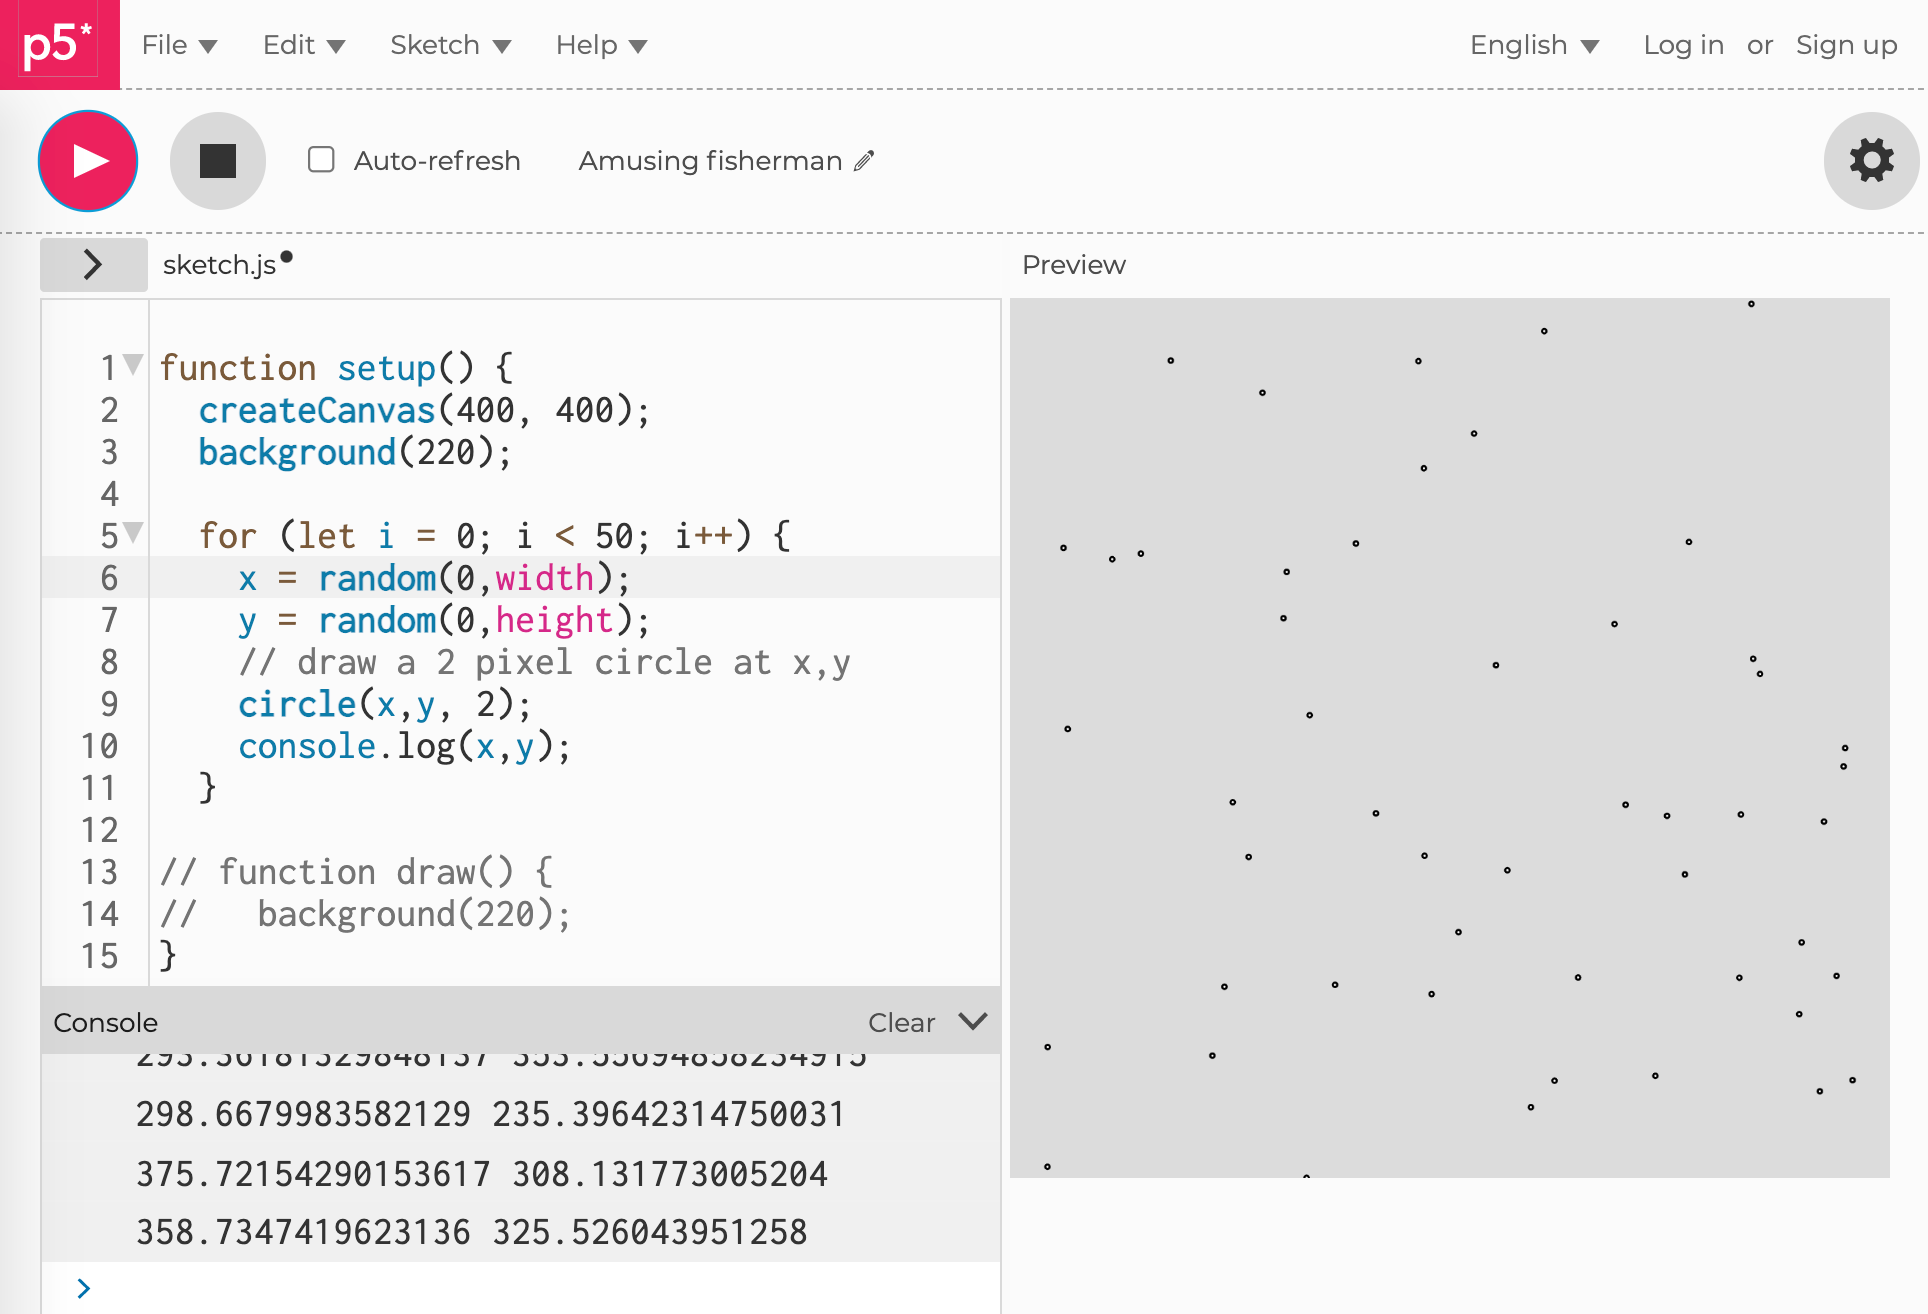 p5*
File Edit Sketch Help English Log in or Sign up
Auto-refresh Amusing fisherman
sketch.js
Preview
1 function setup() {
2   createCanvas(400, 400);
3   background(220);
4
5   for (let i = 0; i < 50; i++) {
6     x = random(0,width);
7     y = random(0,height);
8     // draw a 2 pixel circle at x,y
9     circle(x,y, 2);
10     console.log(x,y);
11   }
12
13 // function draw() {
14 //   background(220);
15 }
Console Clear
298.6679983582129 235.39642314750031
375.72154290153617 308.131773005204
358.7347419623136 325.526043951258